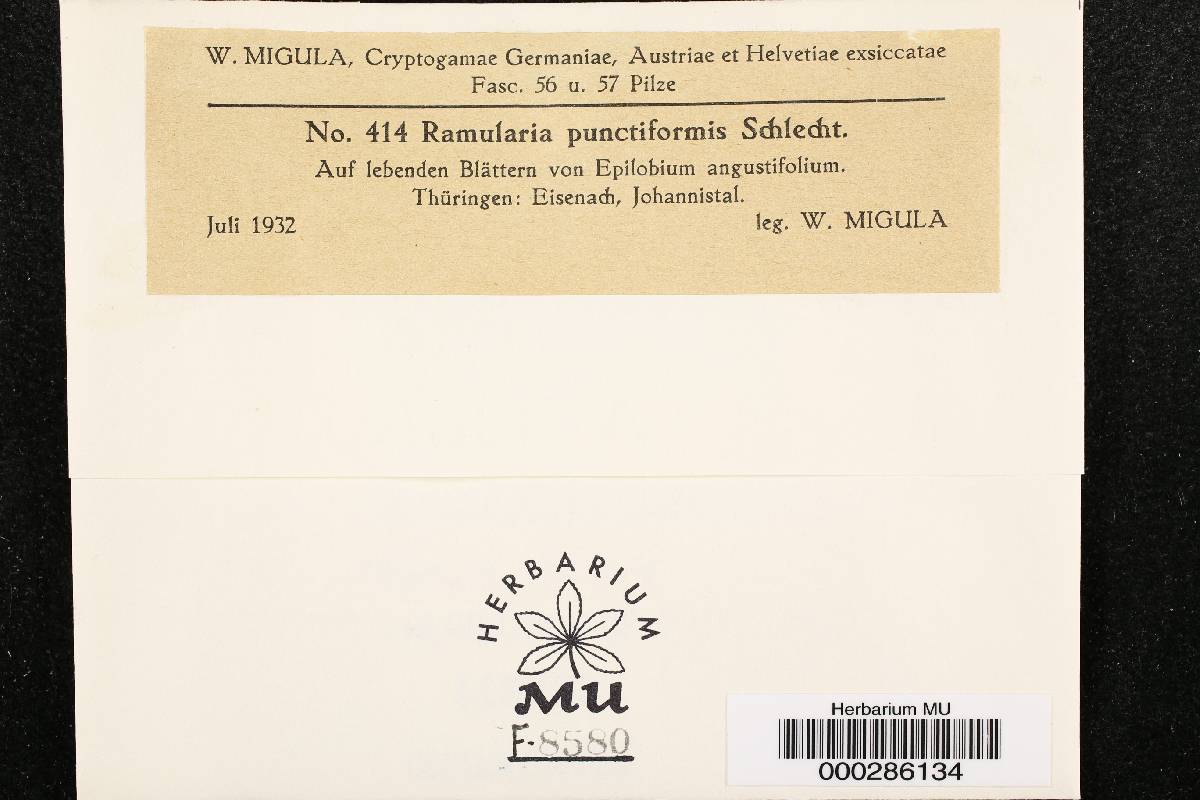 W. MIGULA, Cryptogamae Germaniae, Austriae et Helvetiae exsiccatae
Fasc. 56 u. 57 Pilze
No. 414 Ramularia punctiformis Schlecht.
Auf lebenden Blättern von Epilobium angustifolium.
Thüringen: Eisenach, Johannistal.
Juli 1932 leg. W. MIGULA
HERBARIUM
MU
F-8580
Herbarium MU
000286134